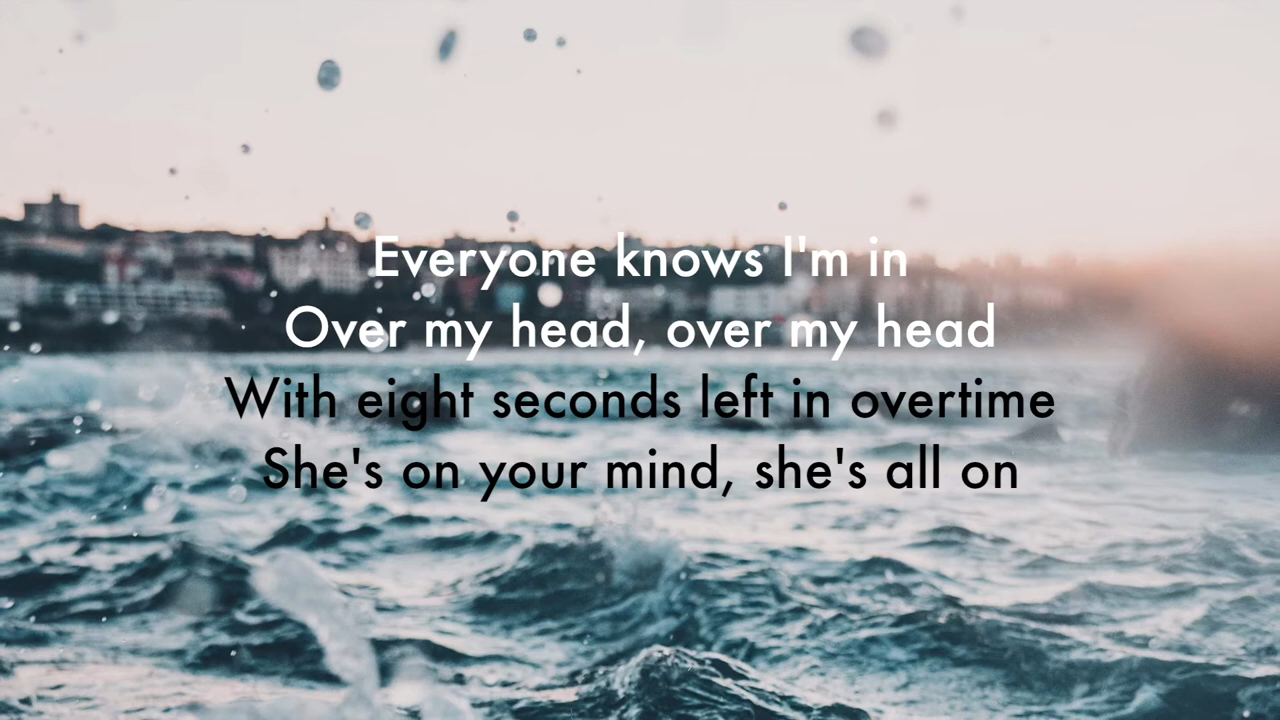 Everyone knows I'm in
Over my head, over my head
With eight seconds left in overtime
She's on your mind, she's all on